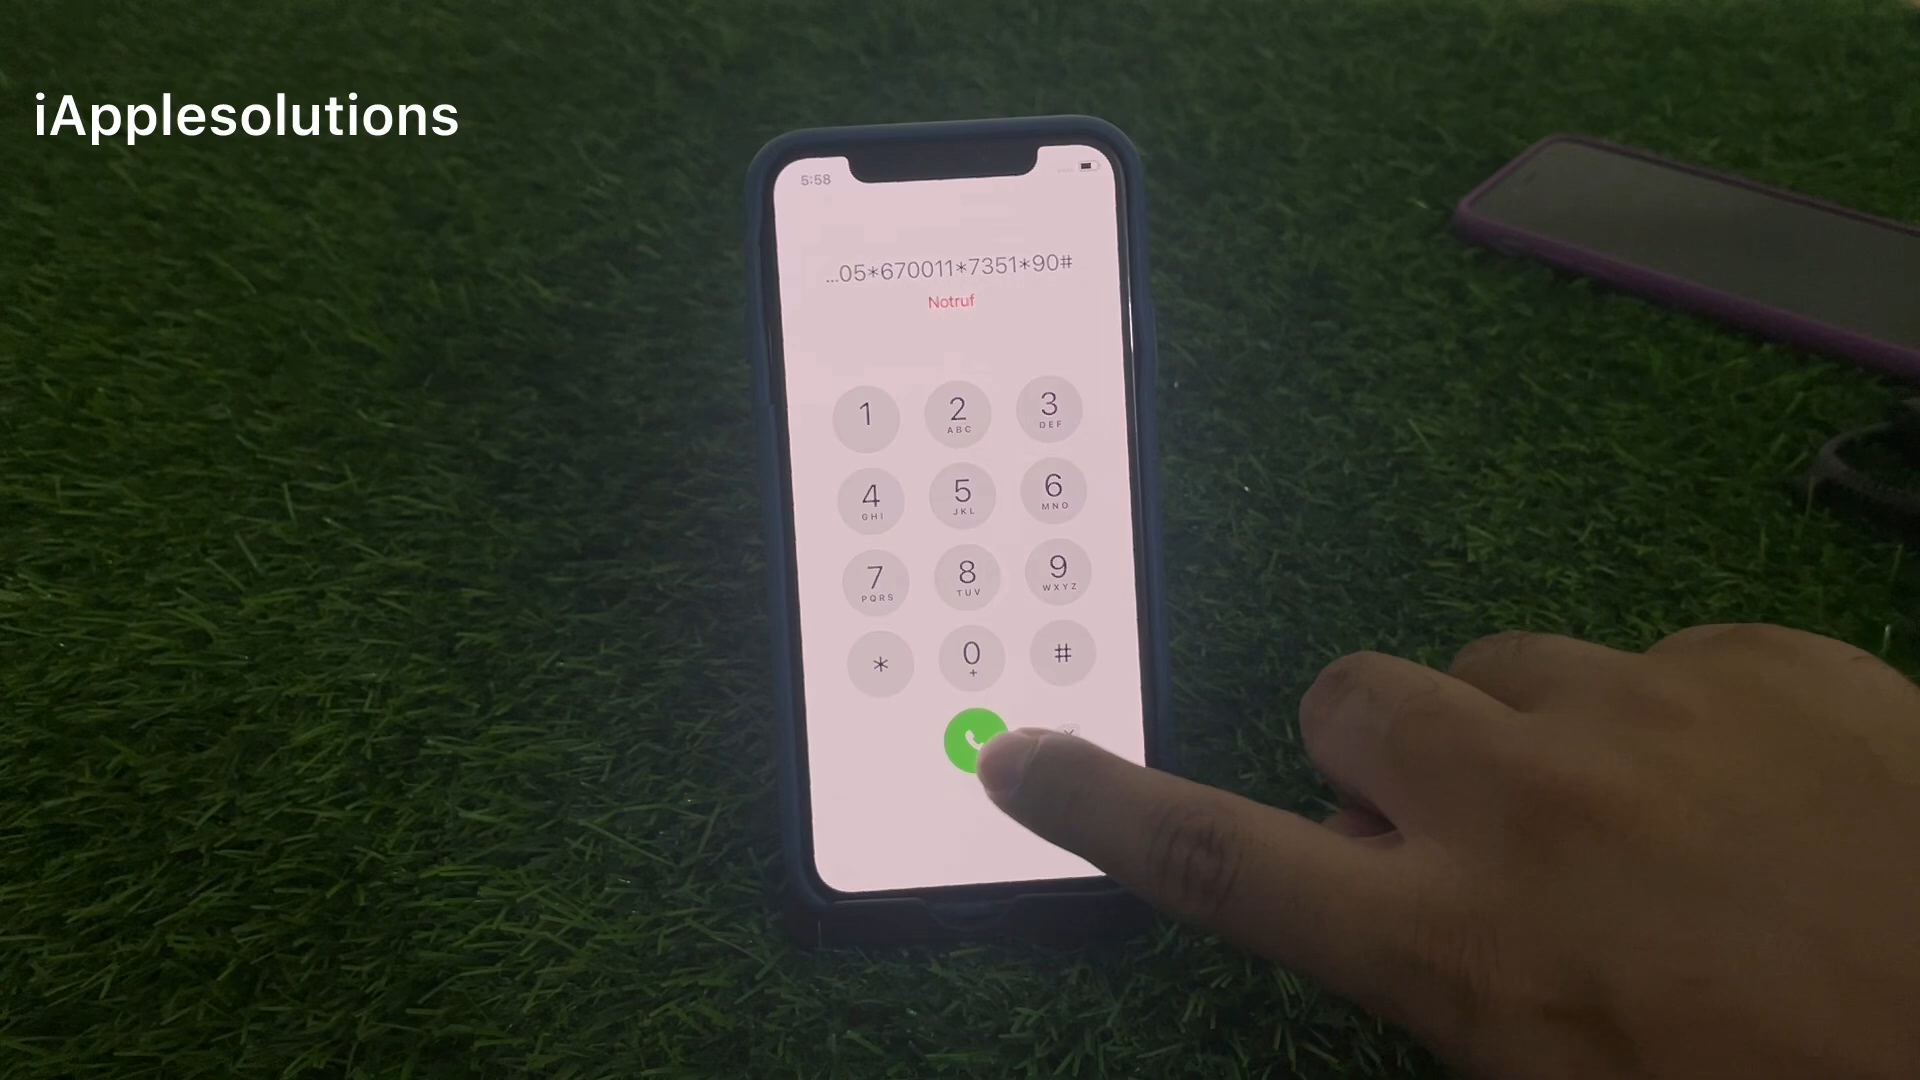 iApplesolutions
5:58
...05*670011*7351*90#
Notruf
1
2
ABC
3
DEF
4
GHI
5
JKL
6
MNO
7
PQRS
8
TUV
9
WXYZ
*
0
+
#